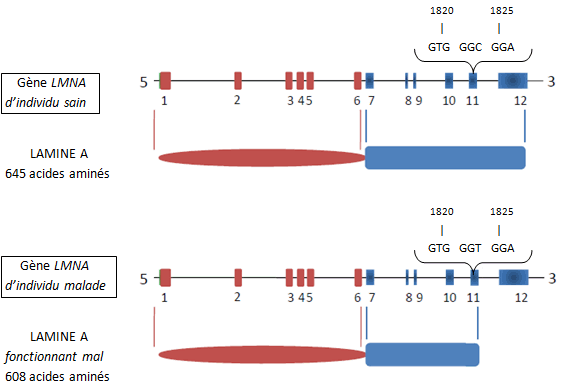 1820 1825
GTG GGC GGA
Gène LMNA
d'individu sain
5 3
1 2 3 4 5 6 7 8 9 10 11 12
LAMINE A
645 acides aminés
1820 1825
GTG GGT GGA
Gène LMNA
d'individu malade
5 3
1 2 3 4 5 6 7 8 9 10 11 12
LAMINE A
fonctionnant mal
608 acides aminés